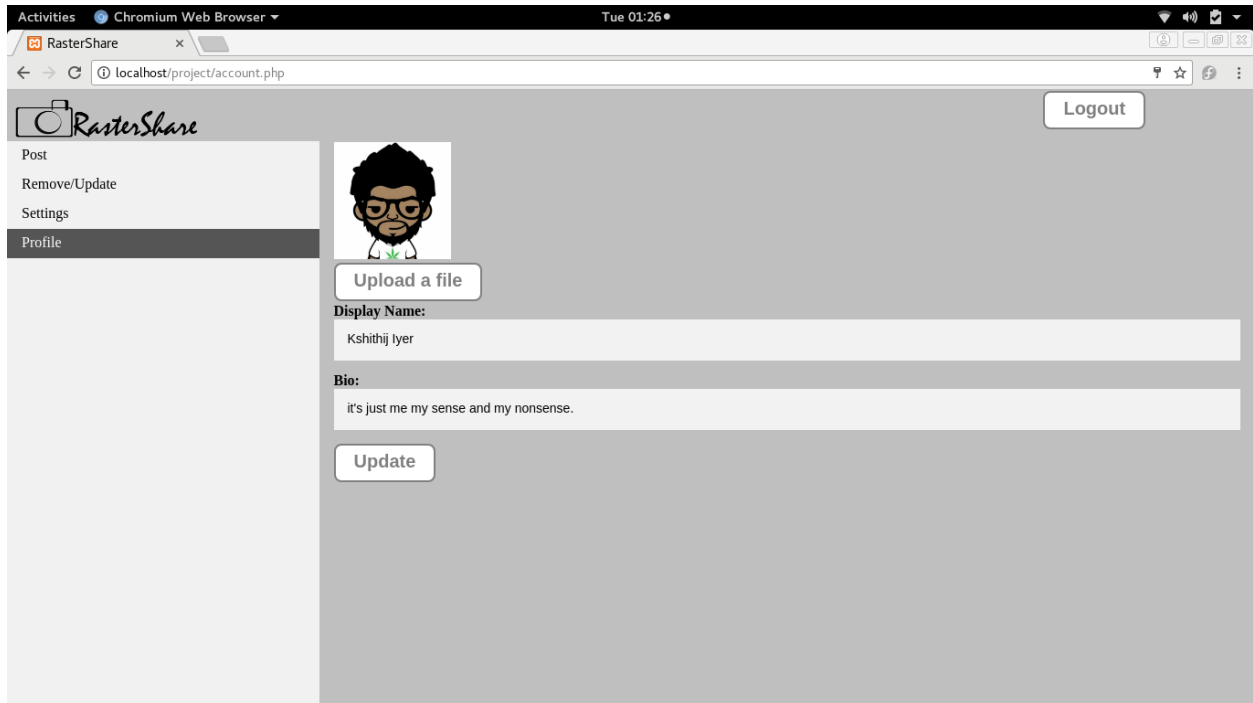 Activities Chromium Web Browser Tue 01:26
RasterShare
localhost/project/account.php
RasterShare
Logout
Post
Remove/Update
Settings
Profile
Upload a file
Display Name:
Kshithij Iyer
Bio:
it's just me my sense and my nonsense.
Update